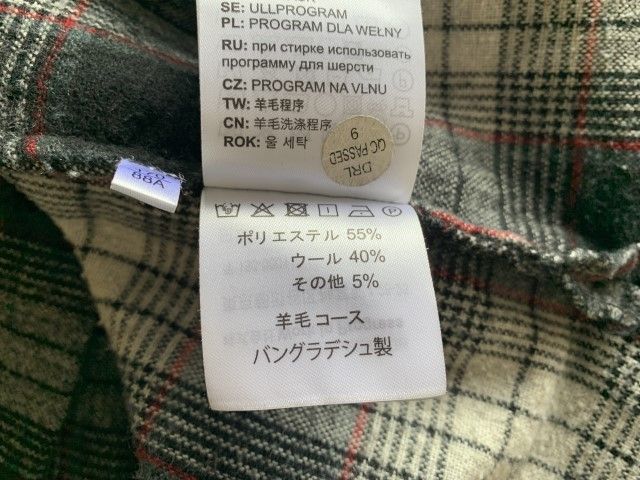 SE: ULLPROGRAM
PL: PROGRAM DLA WEŁNY
RU: при стирке использовать
программу для шерсти
CZ: PROGRAM NA VLNU
TW: 羊毛程序
CN: 羊毛洗涤程序
ROK: 울 세탁
DRL
QC PASSED
9
88A
ポリエステル 55%
ウール 40%
その他 5%
羊毛 コース
バングラデシュ製